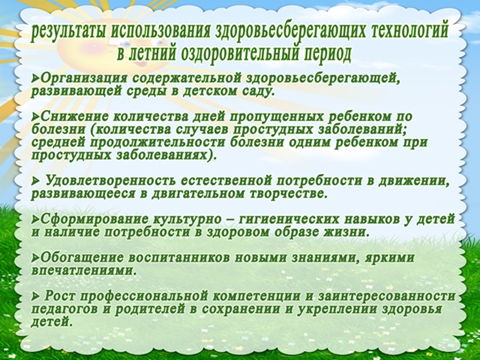 результаты использования здоровьесберегающих технологий
в летний оздоровительный период
➢Организация содержательной здоровьесберегающей,
развивающей среды в детском саду.
➢Снижение количества дней пропущенных ребенком по
болезни (количества случаев простудных заболеваний;
средней продолжительности болезни одним ребенком при
простудных заболеваниях).
➢ Удовлетворенность естественной потребности в движении,
развивающееся в двигательном творчестве.
➢Сформирование культурно – гигиенических навыков у детей
и наличие потребности в здоровом образе жизни.
➢Обогащение воспитанников новыми знаниями, яркими
впечатлениями.
➢ Рост профессиональной компетенции и заинтересованности
педагогов и родителей в сохранении и укреплении здоровья
детей.